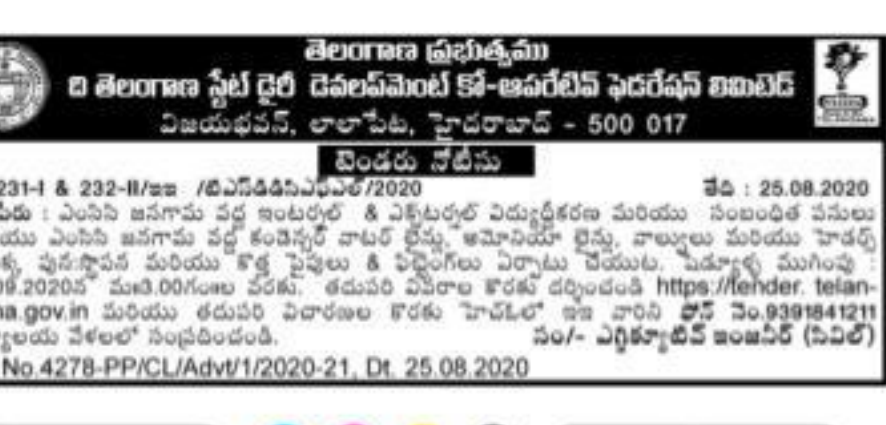 తెలంగాణ ప్రభుత్వము
ది తెలంగాణ స్టేట్ డైరీ డెవలప్‌మెంట్ కో-ఆపరేటివ్ ఫెడరేషన్ లిమిటెడ్
విజయభవన్, లాలాపేట, హైదరాబాద్ - 500 017
టెండరు నోటీసు
231-I & 232-II/ఇఇ /టిఎస్‌డిడిసిఎఫ్ఎల్/2020 తేది : 25.08.2020
పేరు : ఎంసిసి జనగామ వద్ద ఇంటర్నల్ & ఎక్స్‌టర్నల్ విద్యుద్దీకరణ మరియు సంబంధిత పనులు
యు ఎంసిసి జనగామ వద్ద కండెన్సర్ వాటర్ లైన్లు, అమోనియా లైన్లు, వాల్వులు మరియు హెడర్స్
క్క పునఃస్థాపన మరియు కొత్త పైపులు & ఫిట్టింగ్‌లు ఏర్పాటు చేయుట. షెడ్యూళ్ళ ముగింపు :
09.2020న మః3.00గంటల వరకు. తదుపరి వివరాల కొరకు దర్శించండి https://tender. telan-
na.gov.in మరియు తదుపరి విచారణల కొరకు హెచ్ఓలో ఇఇ వారిని ఫోన్ నెం.9391841211
్యాలయ వేళలలో సంప్రదించండి. సం/- ఎగ్జిక్యూటివ్ ఇంజనీర్ (సివిల్)
No.4278-PP/CL/Advt/1/2020-21, Dt. 25.08.2020